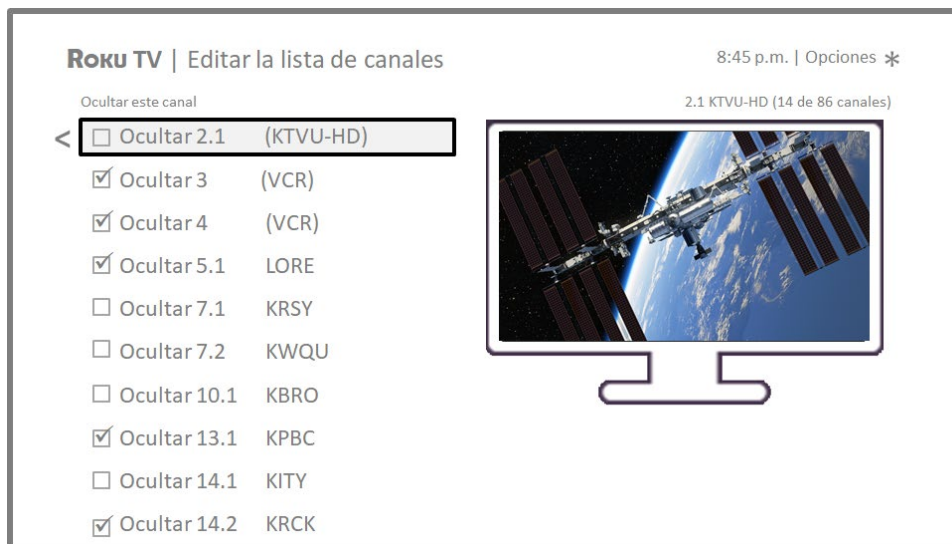 ROKU TV | Editar la lista de canales
8:45 p.m. | Opciones *
Ocultar este canal
2.1 KTVU-HD (14 de 86 canales)
< Ocultar 2.1 (KTVU-HD)
Ocultar 3 (VCR)
Ocultar 4 (VCR)
Ocultar 5.1 LORE
Ocultar 7.1 KRSY
Ocultar 7.2 KWQU
Ocultar 10.1 KBRO
Ocultar 13.1 KPBC
Ocultar 14.1 KITY
Ocultar 14.2 KRCK